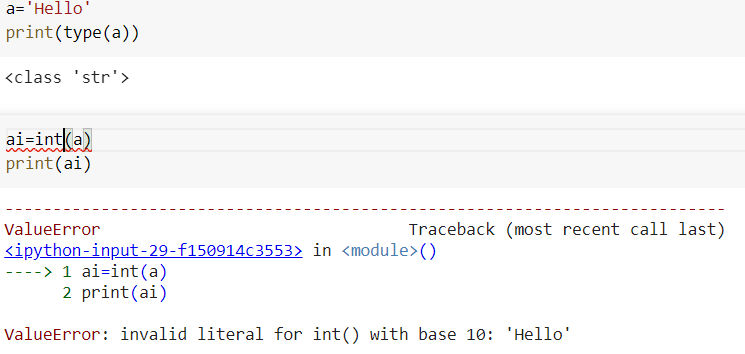 a='Hello'
print(type(a))
<class 'str'>
ai=int(a)
print(ai)
---------------------------------------------------------------------------
ValueError                                Traceback (most recent call last)
<ipython-input-29-f150914c3553> in <module>()
----> 1 ai=int(a)
      2 print(ai)
ValueError: invalid literal for int() with base 10: 'Hello'